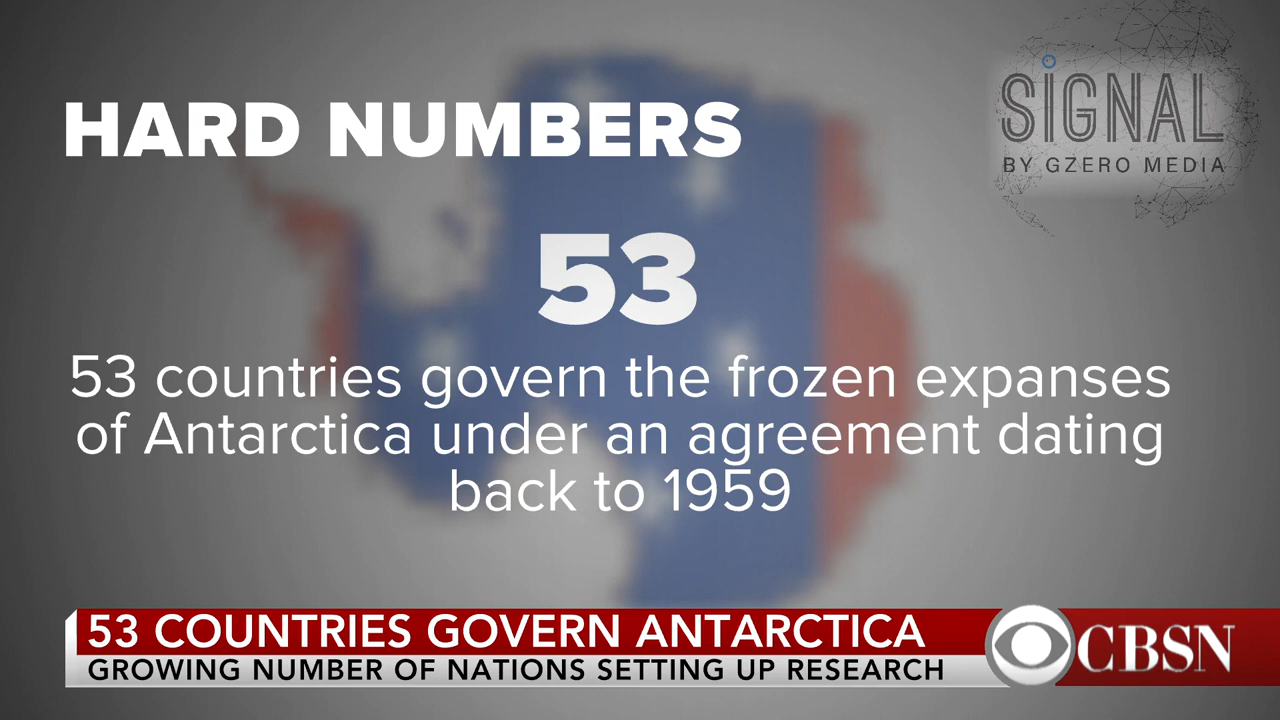 HARD NUMBERS
SIGNAL
BY GZERO MEDIA
53
53 countries govern the frozen expanses
of Antarctica under an agreement dating
back to 1959
53 COUNTRIES GOVERN ANTARCTICA
GROWING NUMBER OF NATIONS SETTING UP RESEARCH
CBSN